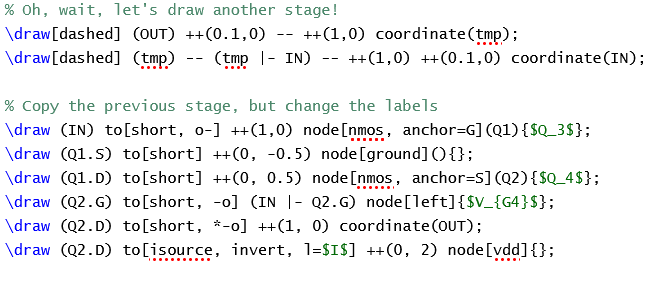 % Oh, wait, let's draw another stage!
\draw[dashed] (OUT) ++(0.1,0) -- ++(1,0) coordinate(tmp);
\draw[dashed] (tmp) -- (tmp |- IN) -- ++(1,0) ++(0.1,0) coordinate(IN);
% Copy the previous stage, but change the labels
\draw (IN) to[short, o-] ++(1,0) node[nmos, anchor=G](Q1){$Q_3$};
\draw (Q1.S) to[short] ++(0, -0.5) node[ground](){};
\draw (Q1.D) to[short] ++(0, 0.5) node[nmos, anchor=S](Q2){$Q_4$};
\draw (Q2.G) to[short, -o] (IN |- Q2.G) node[left]{$V_{G4}$};
\draw (Q2.D) to[short, *-o] ++(1, 0) coordinate(OUT);
\draw (Q2.D) to[isource, invert, l=$I$] ++(0, 2) node[vdd]{};